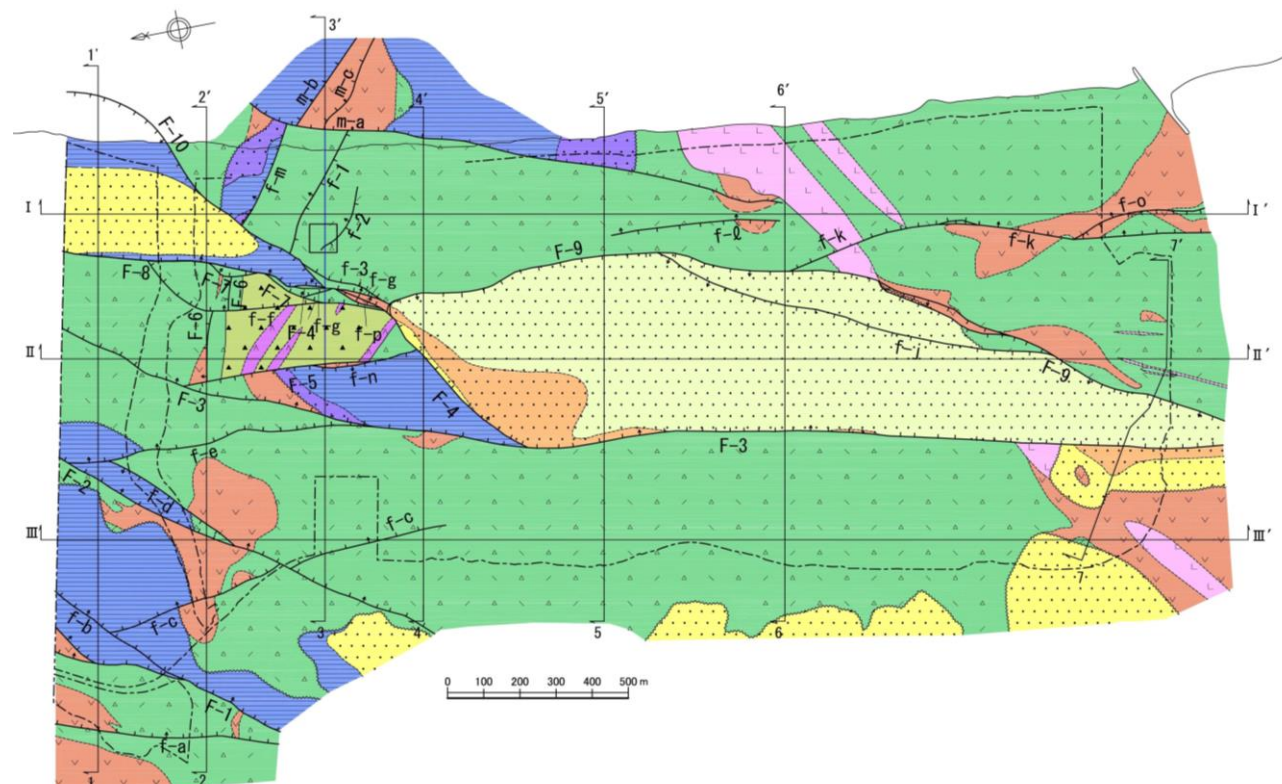 3′
1′
2′
4′
5′
6′
F-10
m-b
m-c
m-a
f-m
f-1
f-2
I
I′
f-o
f-k
f-k
f-ℓ
7′
F-9
F-8
F-6
F-7
f-3
f-g
f-f
F-4
f-g
f-p
F-6
f-i
II
II′
F-9
F-5
f-n
F-3
F-4
F-3
f-e
F-2
f-d
f-c
III
III′
7
f-b
f-c
3
4
5
6
0 100 200 300 400 500 m
F-1
f-a
1
2